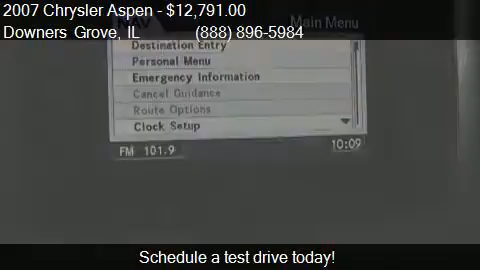 2007 Chrysler Aspen - $12,791.00
Downers Grove, IL (888) 896-5984
NAV Main Menu
Destination Entry
Personal Menu
Emergency Information
Cancel Guidance
Route Options
Clock Setup
FM 101.9 10:09
Schedule a test drive today!